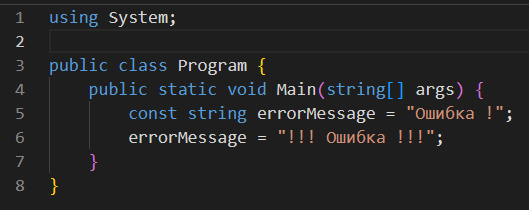 1 using System;
2
3 public class Program {
4     public static void Main(string[] args) {
5         const string errorMessage = "Ошибка !";
6         errorMessage = "!!! Ошибка !!!";
7     }
8 }